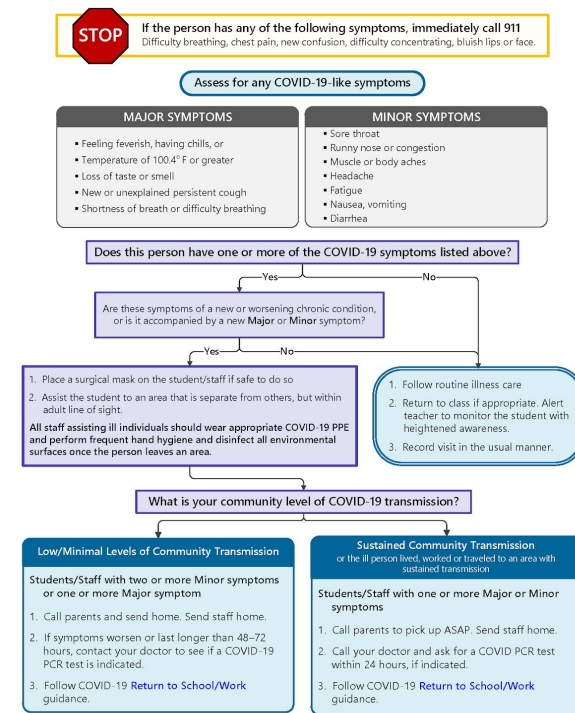 STOP
If the person has any of the following symptoms, immediately call 911
Difficulty breathing, chest pain, new confusion, difficulty concentrating, bluish lips or face.
Assess for any COVID-19-like symptoms
MAJOR SYMPTOMS
▪ Feeling feverish, having chills, or
▪ Temperature of 100.4° F or greater
▪ Loss of taste or smell
▪ New or unexplained persistent cough
▪ Shortness of breath or difficulty breathing
MINOR SYMPTOMS
▪ Sore throat
▪ Runny nose or congestion
▪ Muscle or body aches
▪ Headache
▪ Fatigue
▪ Nausea, vomiting
▪ Diarrhea
Does this person have one or more of the COVID-19 symptoms listed above?
Yes
No
Are these symptoms of a new or worsening chronic condition,
or is it accompanied by a new Major or Minor symptom?
Yes
No
1. Place a surgical mask on the student/staff if safe to do so
2. Assist the student to an area that is separate from others, but within
adult line of sight.
All staff assisting ill individuals should wear appropriate COVID PPE
and perform frequent hand hygiene and disinfect all environmental
surfaces once the person leaves an area.
1. Follow routine illness care
2. Return to class if appropriate. Alert
teacher to monitor the student with
heightened awareness.
3. Record visit in the usual manner.
What is your community level of COVID-19 transmission?
Low/Minimal Levels of Community Transmission
Students/Staff with two or more Minor symptoms
or one or more Major symptom
1. Call parents and send home. Send staff home.
2. If symptoms worsen or last longer than 48–72
hours, contact your doctor to see if a COVID-19
PCR test is indicated.
3. Follow COVID-19 Return to School/Work
guidance.
Sustained Community Transmission
or the ill person lived, worked or traveled to an area with
sustained transmission
Students/Staff with one or more Major or Minor
symptoms
1. Call parents to pick up ASAP. Send staff home.
2. Call your doctor and ask for a COVID PCR test
within 24 hours, if indicated.
3. Follow COVID-19 Return to School/Work
guidance.